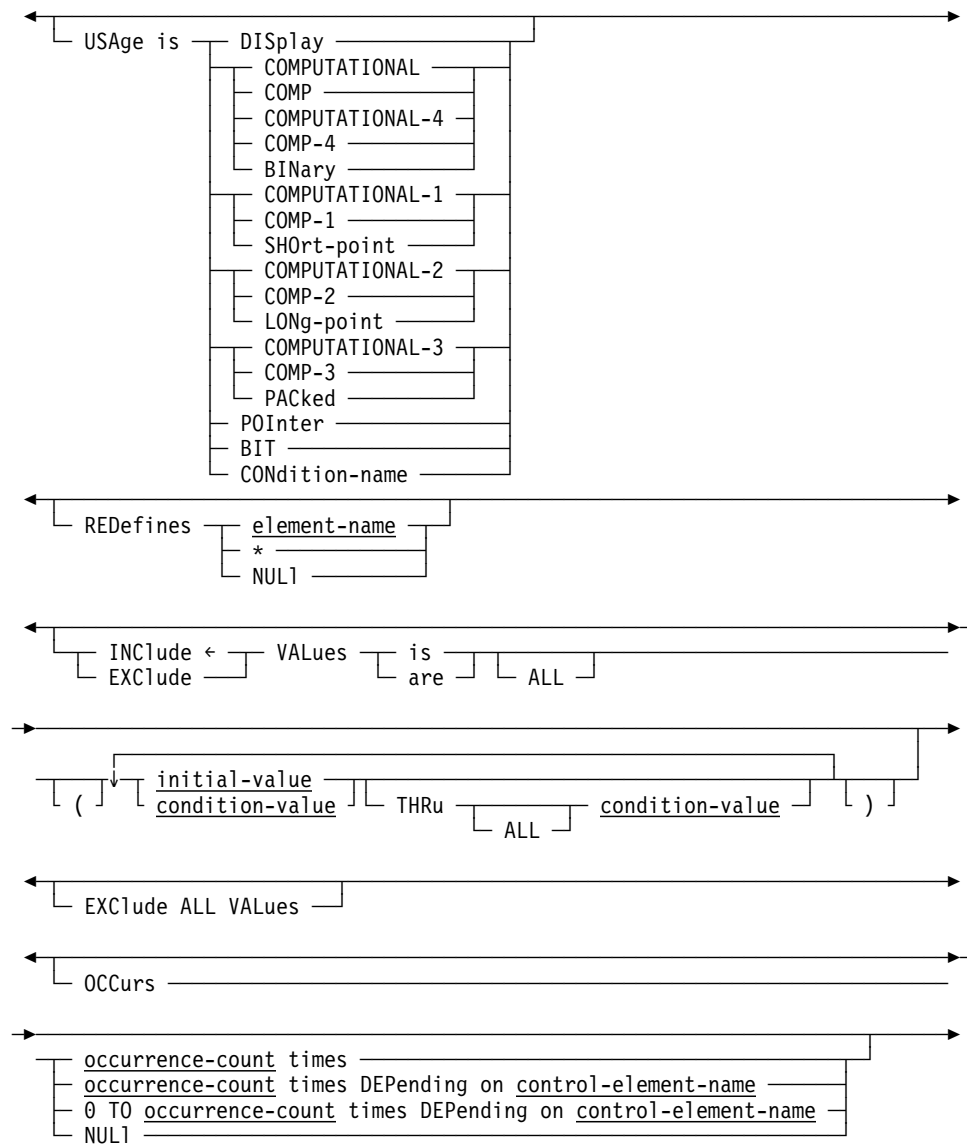 USAge is DISplay
COMPUTATIONAL
COMP
COMPUTATIONAL-4
COMP-4
BINary
COMPUTATIONAL-1
COMP-1
SHOrt-point
COMPUTATIONAL-2
COMP-2
LONg-point
COMPUTATIONAL-3
COMP-3
PACked
POInter
BIT
CONdition-name
REDefines element-name
*
NULl
INClude ← VALues is
EXClude are ALL
( initial-value
condition-value THRu condition-value )
ALL
EXClude ALL VALues
OCCurs
occurrence-count times
occurrence-count times DEPending on control-element-name
0 TO occurrence-count times DEPending on control-element-name
NULl